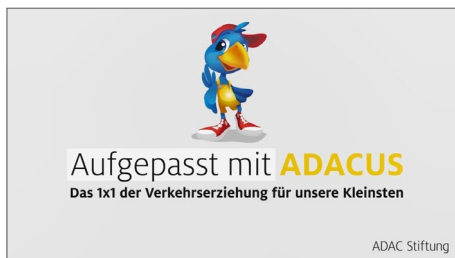 Aufgepasst mit ADACUS
Das 1x1 der Verkehrserziehung für unsere Kleinsten
ADAC Stiftung